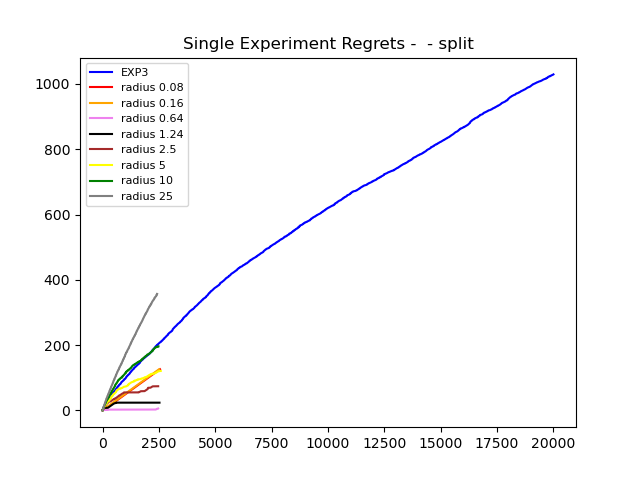 Single Experiment Regrets -  - split
EXP3
radius 0.08
radius 0.16
radius 0.64
radius 1.24
radius 2.5
radius 5
radius 10
radius 25
1000
800
600
400
200
0
0 2500 5000 7500 10000 12500 15000 17500 20000